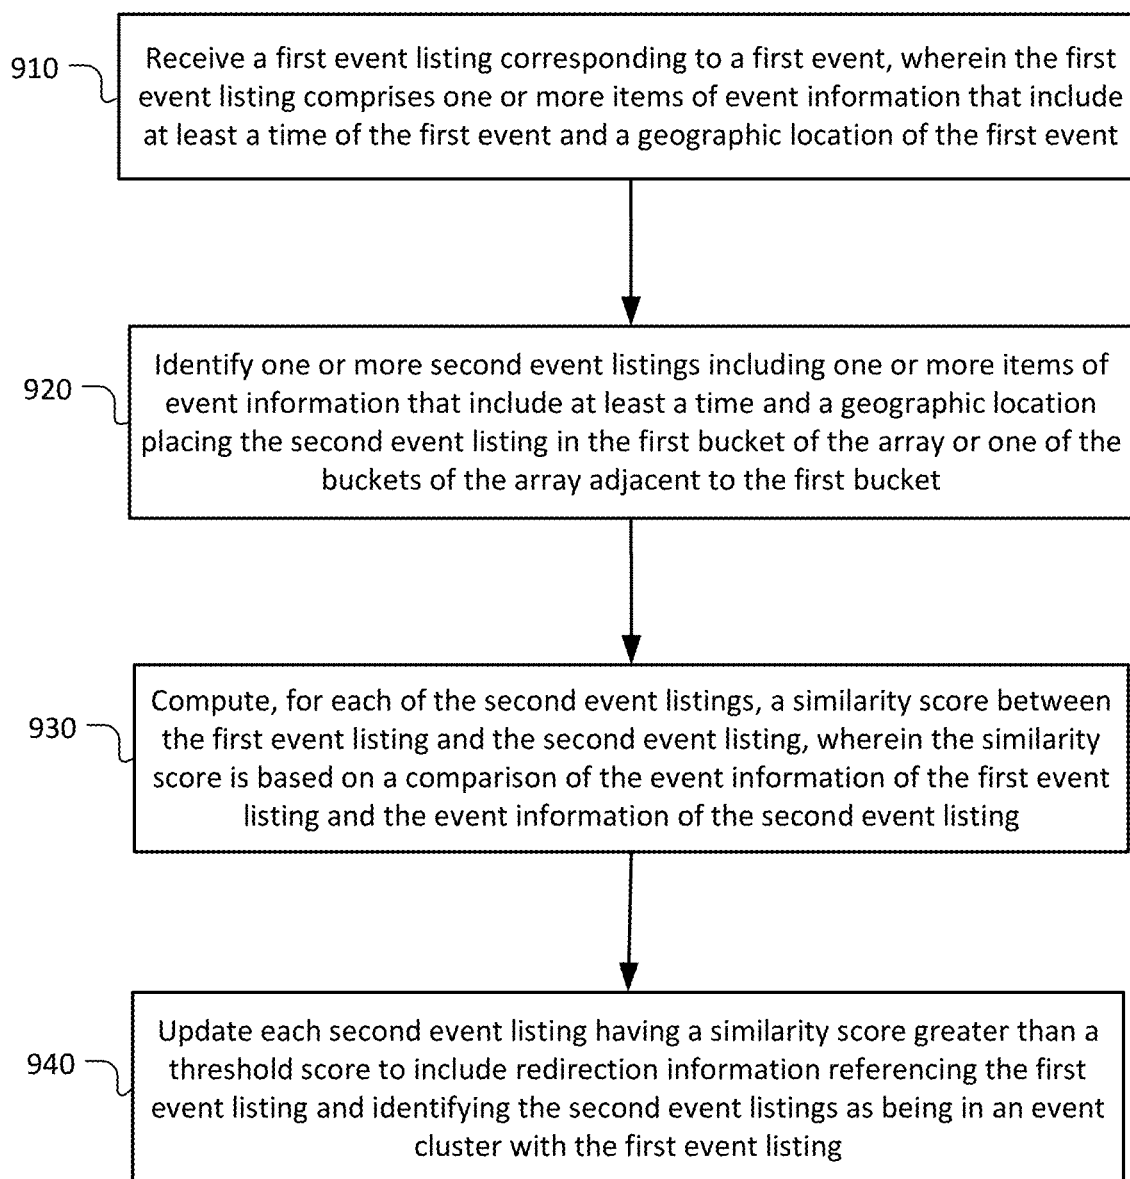 910
Receive a first event listing corresponding to a first event, wherein the first
event listing comprises one or more items of event information that include
at least a time of the first event and a geographic location of the first event
920
Identify one or more second event listings including one or more items of
event information that include at least a time and a geographic location
placing the second event listing in the first bucket of the array or one of the
buckets of the array adjacent to the first bucket
930
Compute, for each of the second event listings, a similarity score between
the first event listing and the second event listing, wherein the similarity
score is based on a comparison of the event information of the first event
listing and the event information of the second event listing
940
Update each second event listing having a similarity score greater than a
threshold score to include redirection information referencing the first
event listing and identifying the second event listings as being in an event
cluster with the first event listing